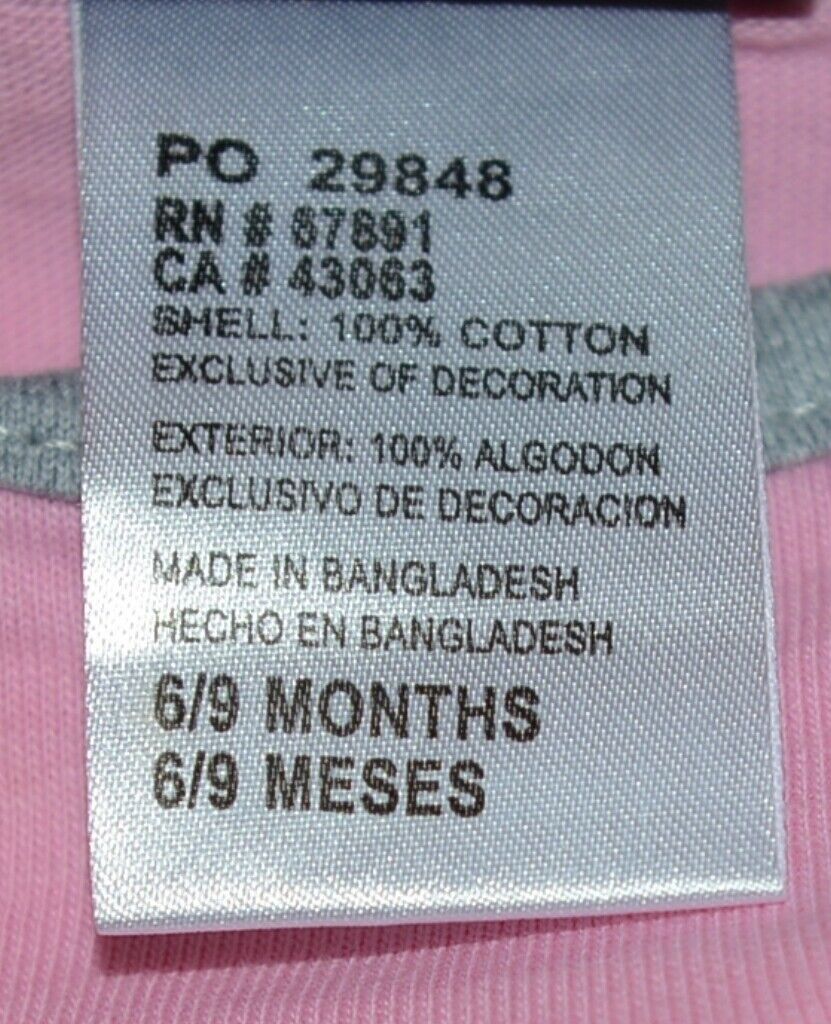 PO 29848
RN # 67891
CA # 43063
SHELL: 100% COTTON
EXCLUSIVE OF DECORATION
EXTERIOR: 100% ALGODON
EXCLUSIVO DE DECORACION
MADE IN BANGLADESH
HECHO EN BANGLADESH
6/9 MONTHS
6/9 MESES